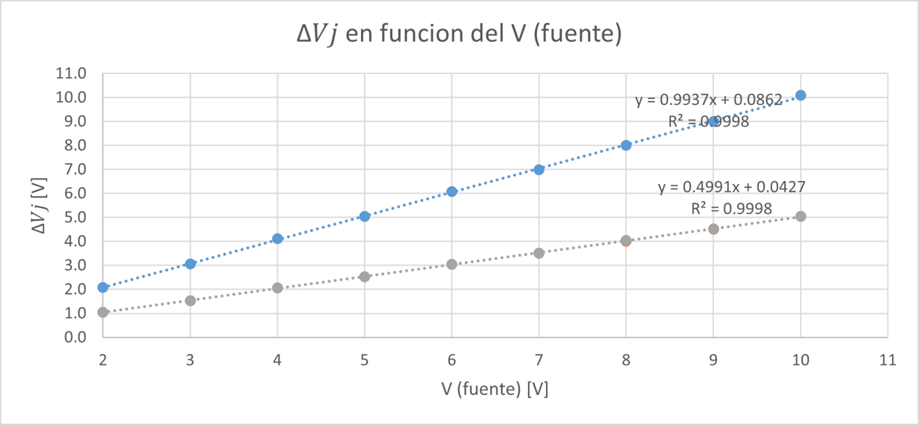 Δ𝑉𝑗 en funcion del V (fuente)
11.0
10.0
9.0
8.0
7.0
6.0
5.0
4.0
3.0
2.0
1.0
0.0
Δ𝑉𝑗 [V]
y = 0.9937x + 0.0862
R² = 0.9998
y = 0.4991x + 0.0427
R² = 0.9998
2 3 4 5 6 7 8 9 10 11
V (fuente) [V]